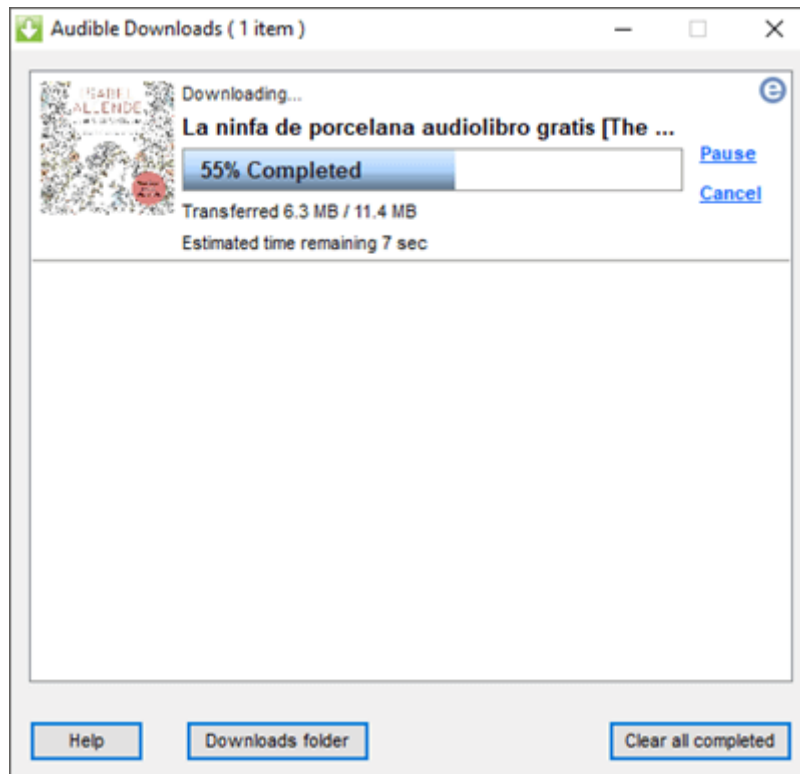 Audible Downloads ( 1 item )
ISABEL
ALLENDE
Downloading...
La ninfa de porcelana audiolibro gratis [The ...
55% Completed
Pause
Cancel
Transferred 6.3 MB / 11.4 MB
Estimated time remaining 7 sec
Help
Downloads folder
Clear all completed